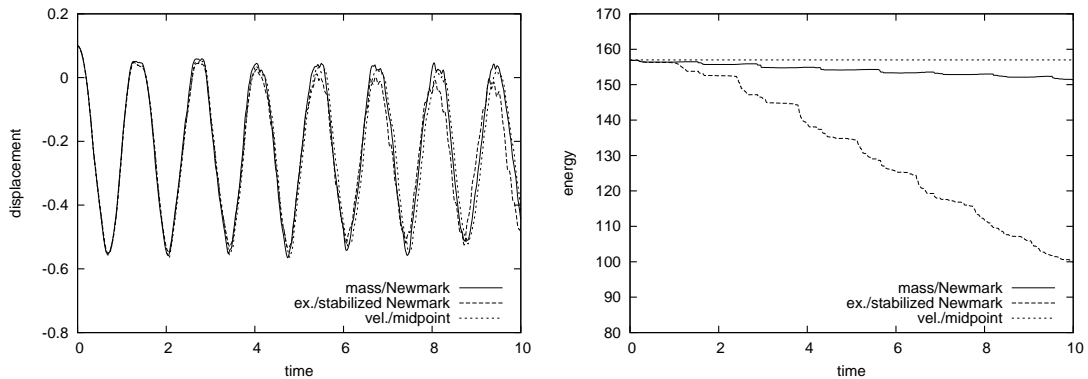 0.2
0
-0.2
-0.4
-0.6
-0.8
0 2 4 6 8 10
displacement
time
mass/Newmark
ex./stabilized Newmark
vel./midpoint
170
160
150
140
130
120
110
100
90
80
0 2 4 6 8 10
energy
time
mass/Newmark
ex./stabilized Newmark
vel./midpoint